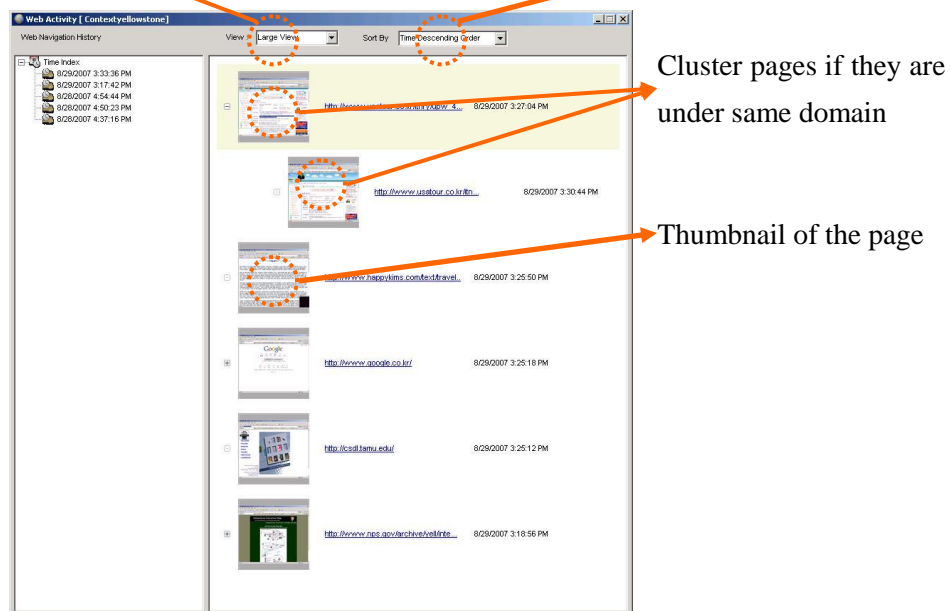 Web Activity [ Contextyellowstone]
Web Navigation History
View
Large View
Sort By
Time Descending Order
Time Index
8/29/2007 3:33:36 PM
8/29/2007 3:17:42 PM
8/28/2007 4:54:44 PM
8/28/2007 4:50:23 PM
8/28/2007 4:37:16 PM
8/29/2007 3:27:04 PM
http://www.usatour.co.kr/itn...
8/29/2007 3:30:44 PM
http://www.happykims.com/text/travel..
8/29/2007 3:25:50 PM
Google
http://www.google.co.kr/
8/29/2007 3:25:18 PM
http://csdl.tamu.edu/
8/29/2007 3:25:12 PM
http://www.nps.gov/archive/yell/inte...
8/29/2007 3:18:56 PM
Cluster pages if they are
under same domain
Thumbnail of the page